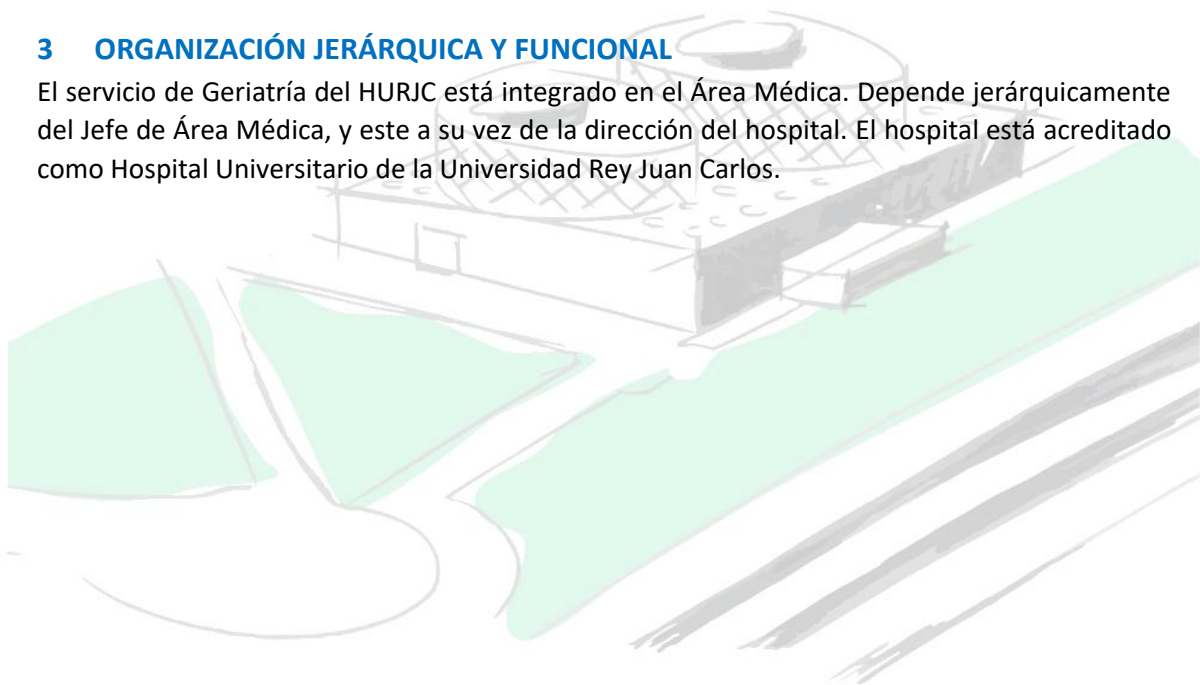 3 ORGANIZACIÓN JERÁRQUICA Y FUNCIONAL
El servicio de Geriatría del HURJC está integrado en el Área Médica. Depende jerárquicamente
del Jefe de Área Médica, y este a su vez de la dirección del hospital. El hospital está acreditado
como Hospital Universitario de la Universidad Rey Juan Carlos.